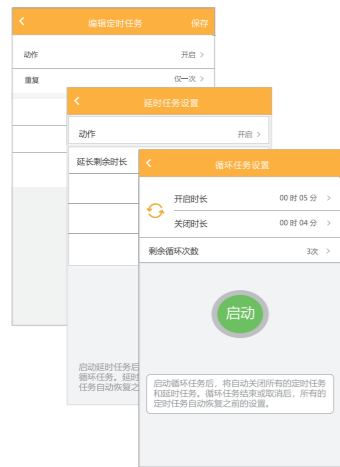 编辑定时任务
保存
动作
开启 >
重复
仅一次 >
延时任务设置
动作
开启 >
延长剩余时长
启动延时任务后
循环任务。延时
任务自动恢复之
循环任务设置
开启时长
00 时 05 分 >
关闭时长
00 时 04 分 >
剩余循环次数
3次 >
启动
启动循环任务后，将自动关闭所有的定时任务
和延时任务。循环任务结束或取消后，所有的
定时任务自动恢复之前的设置。